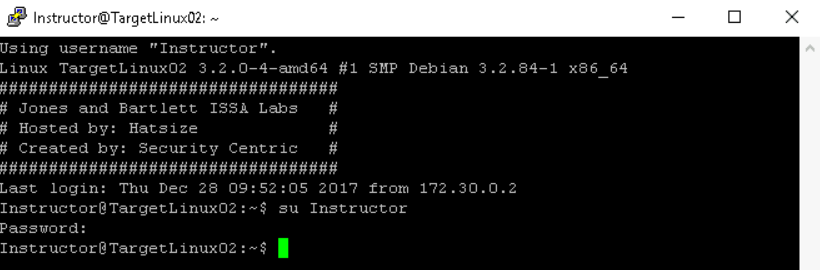 Instructor@TargetLinux02: ~
Using username "Instructor".
Linux TargetLinux02 3.2.0-4-amd64 #1 SMP Debian 3.2.84-1 x86_64
##################################
# Jones and Bartlett ISSA Labs   #
# Hosted by: Hatsize             #
# Created by: Security Centric   #
##################################
Last login: Thu Dec 28 09:52:05 2017 from 172.30.0.2
Instructor@TargetLinux02:~$ su Instructor
Password:
Instructor@TargetLinux02:~$